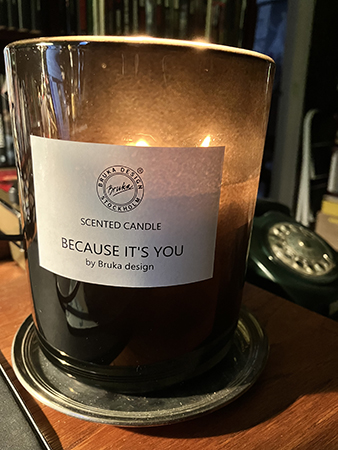 BRUKA DESIGN
Bruka
STOCKHOLM
®
SCENTED CANDLE
BECAUSE IT'S YOU
by Bruka design